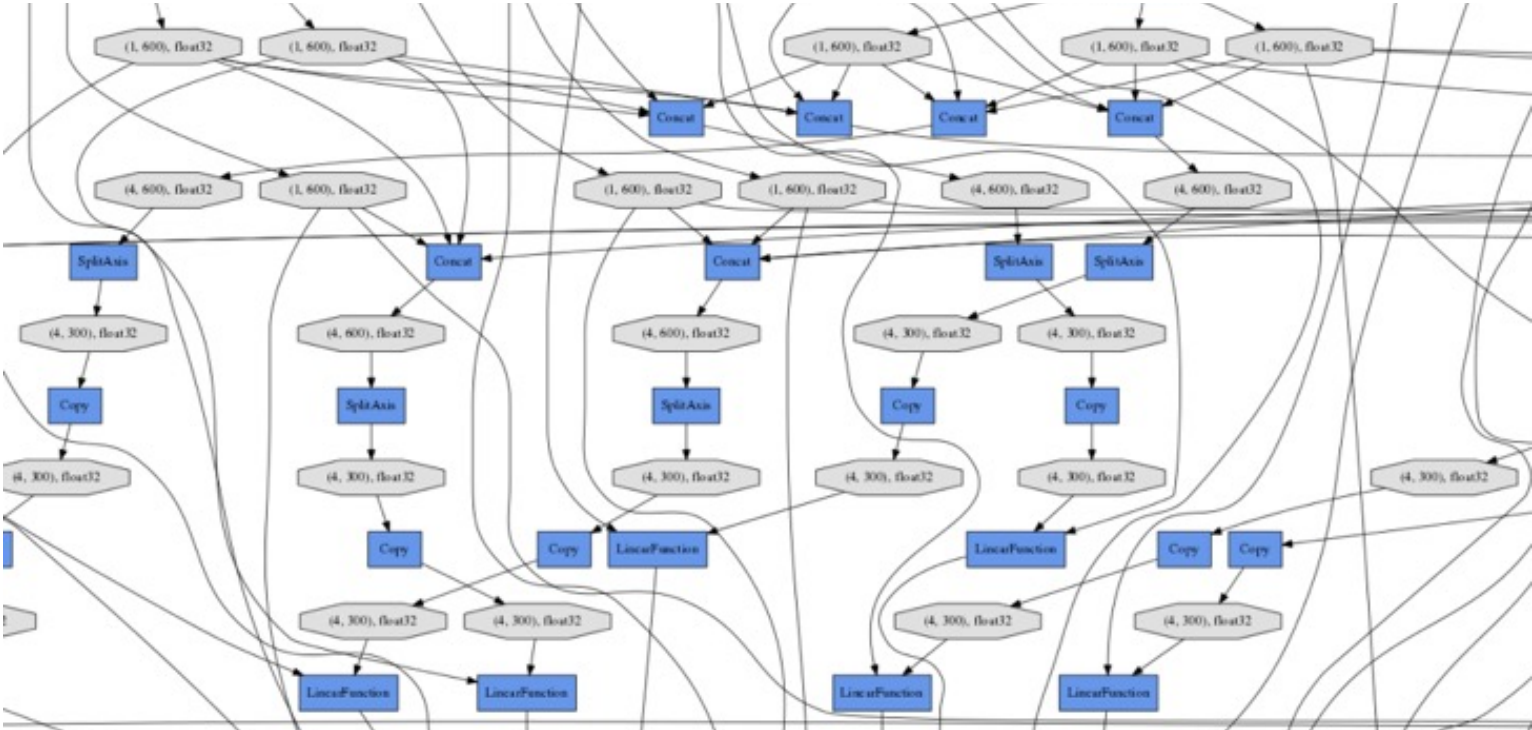 (1, 600), float32
(1, 600), float32
(1, 600), float32
(1, 600), float32
(1, 600), float32
Concat
Concat
Concat
Concat
(4, 600), float32
(1, 600), float32
(1, 600), float32
(1, 600), float32
(4, 600), float32
(4, 600), float32
SplitAxis
Concat
Concat
SplitAxis
SplitAxis
(4, 300), float32
(4, 600), float32
(4, 600), float32
(4, 300), float32
(4, 300), float32
Copy
SplitAxis
SplitAxis
Copy
Copy
(4, 300), float32
(4, 300), float32
(4, 300), float32
(4, 300), float32
(4, 300), float32
(4, 300), float32
Copy
Copy
LinearFunction
LinearFunction
Copy
Copy
2
(4, 300), float32
(4, 300), float32
(4, 300), float32
(4, 300), float32
LinearFunction
LinearFunction
LinearFunction
LinearFunction